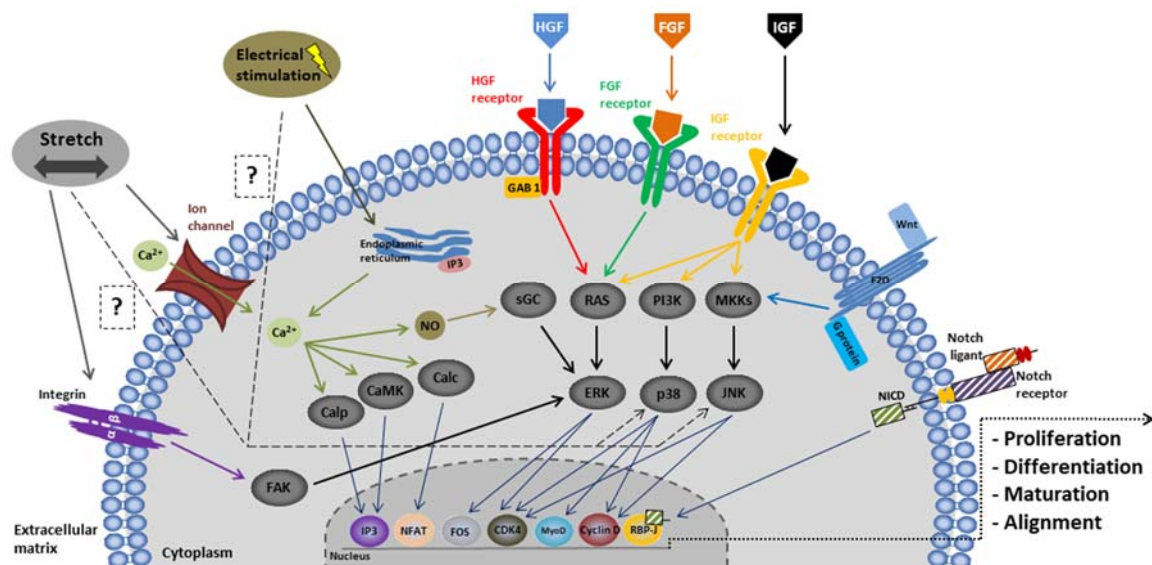 HGF
FGF
IGF
Electrical
stimulation
HGF
receptor
FGF
receptor
IGF
receptor
Stretch
?
GAB 1
Ion
channel
Ca2+
Endoplasmic
reticulum
IP3
Wnt
FZD
G protein
?
sGC
RAS
PI3K
MKKs
Ca2+
NO
Notch
ligant
Notch
receptor
NICD
Integrin
α β
Calp
CaMK
Calc
ERK
p38
JNK
FAK
- Proliferation
- Differentiation
- Maturation
- Alignment
IP3
NFAT
FOS
CDK4
MyoD
Cyclin D
RBP-J
Nucleus
Extracellular
matrix
Cytoplasm